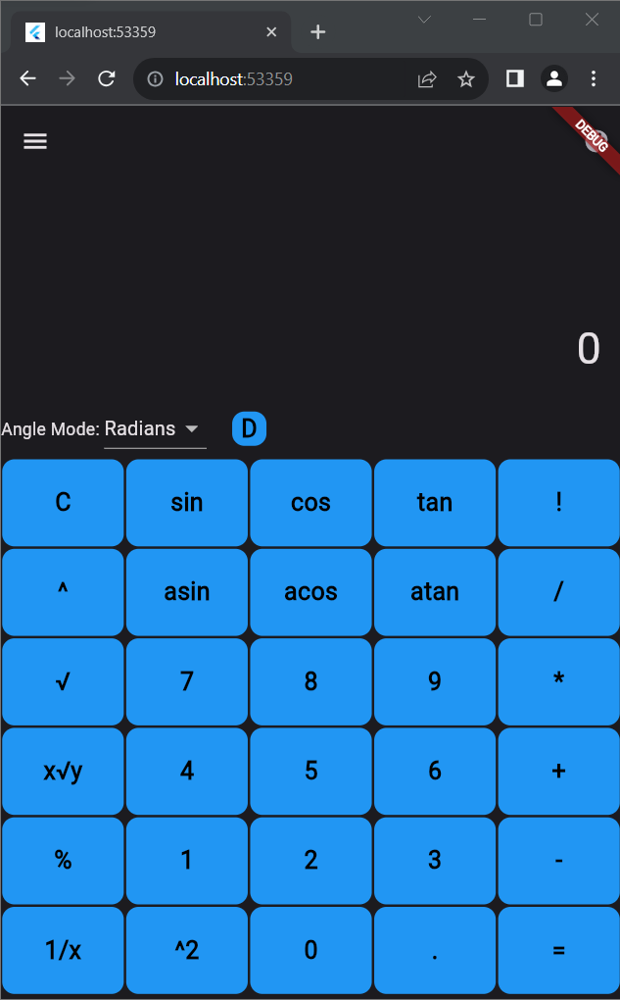 localhost:53359
localhost:53359
DEBUG
0
Angle Mode: Radians D
C sin cos tan !
^ asin acos atan /
√ 7 8 9 *
x√y 4 5 6 +
% 1 2 3 -
1/x ^2 0 . =